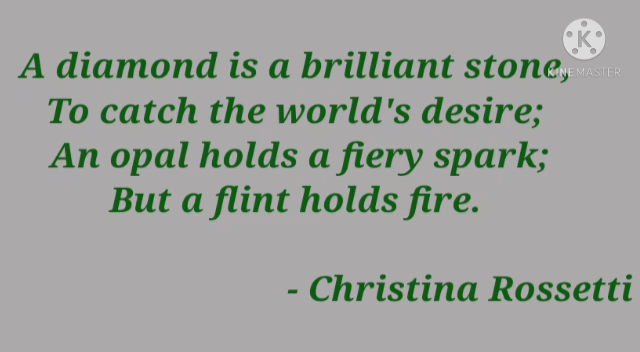 A diamond is a brilliant stone,
To catch the world's desire;
An opal holds a fiery spark;
But a flint holds fire.
- Christina Rossetti
K
KINEMASTER